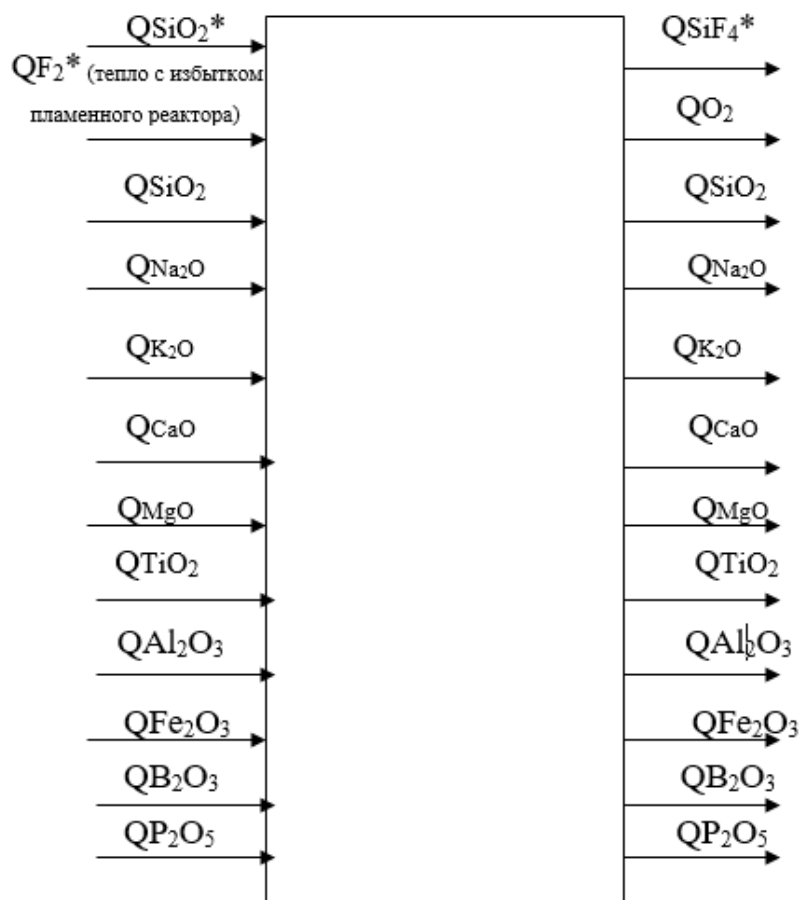 QSiO₂*
QF₂* (тепло с избытком
пламенного реактора)
QSiO₂
QNa₂O
QK₂O
QCaO
QMgO
QTiO₂
QAl₂O₃
QFe₂O₃
QB₂O₃
QP₂O₅
QSiF₄*
QO₂
QSiO₂
QNa₂O
QK₂O
QCaO
QMgO
QTiO₂
QAl₂O₃
QFe₂O₃
QB₂O₃
QP₂O₅